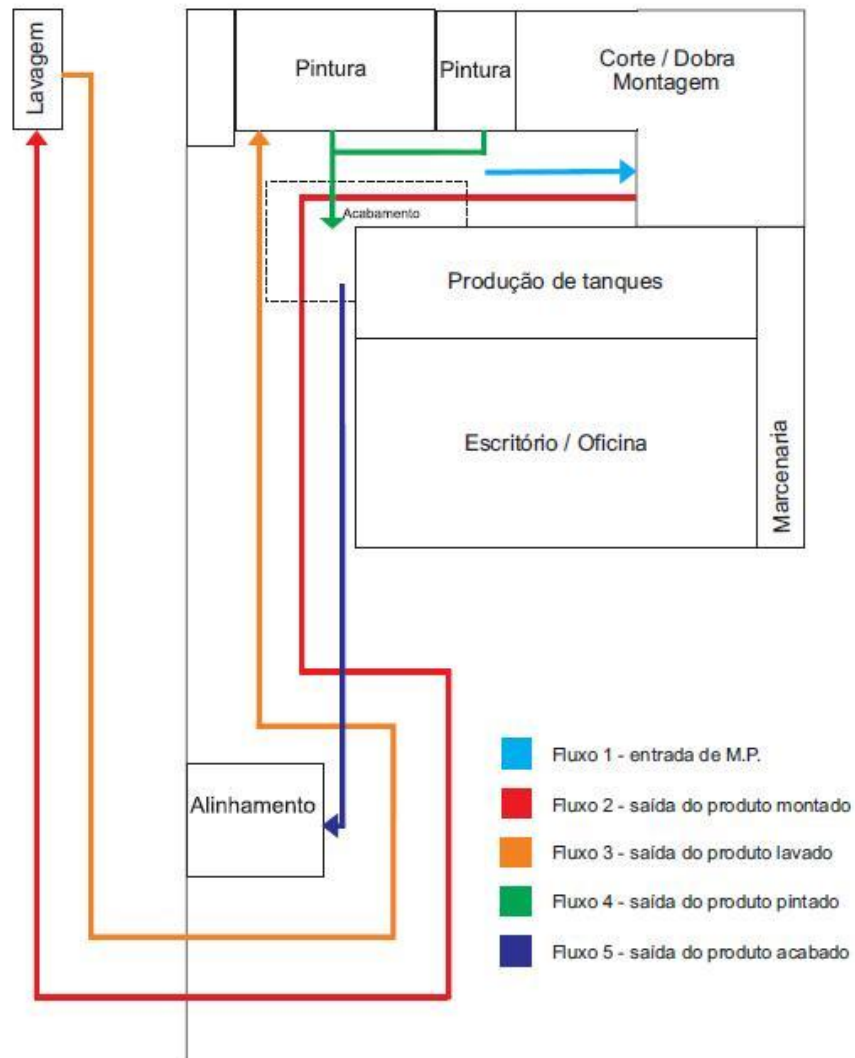 Lavagem
Pintura
Pintura
Corte / Dobra
Montagem
Acabamento
Produção de tanques
Escritório / Oficina
Marcenaria
Alinhamento
Fluxo 1 - entrada de M.P.
Fluxo 2 - saída do produto montado
Fluxo 3 - saída do produto lavado
Fluxo 4 - saída do produto pintado
Fluxo 5 - saída do produto acabado